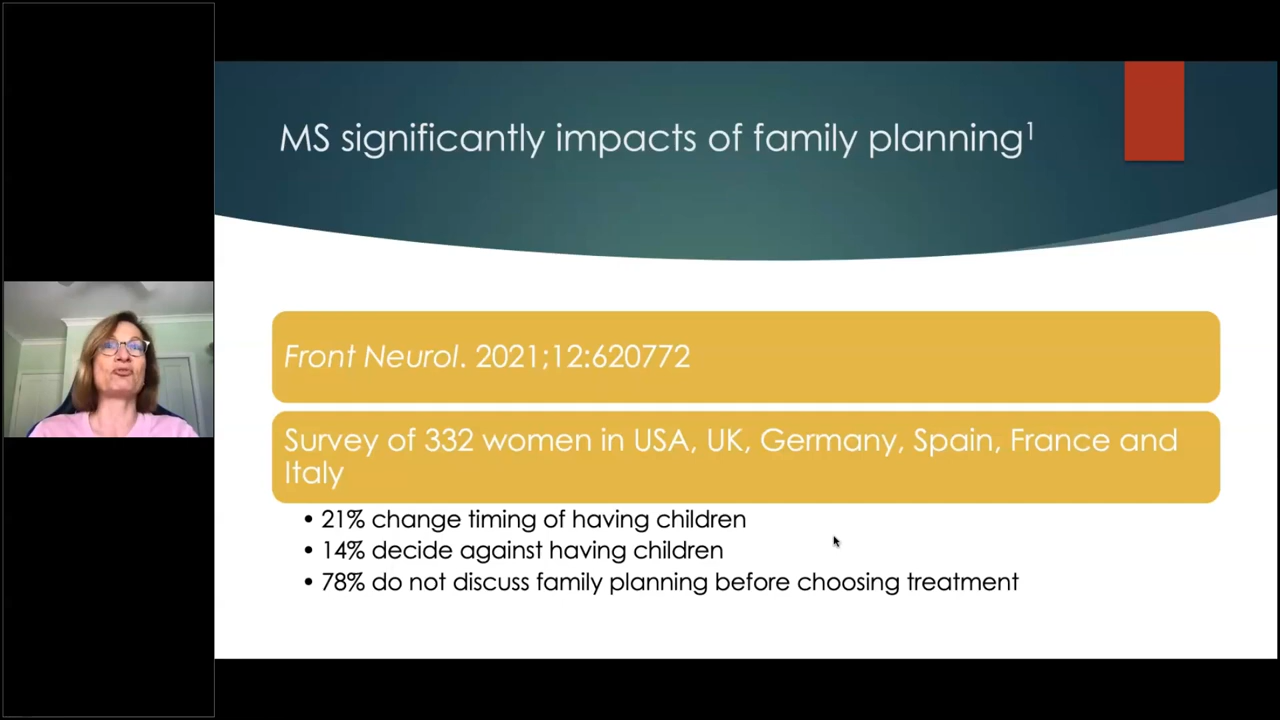 MS significantly impacts of family planning¹
Front Neurol. 2021;12:620772
Survey of 332 women in USA, UK, Germany, Spain, France and
Italy
• 21% change timing of having children
• 14% decide against having children
• 78% do not discuss family planning before choosing treatment